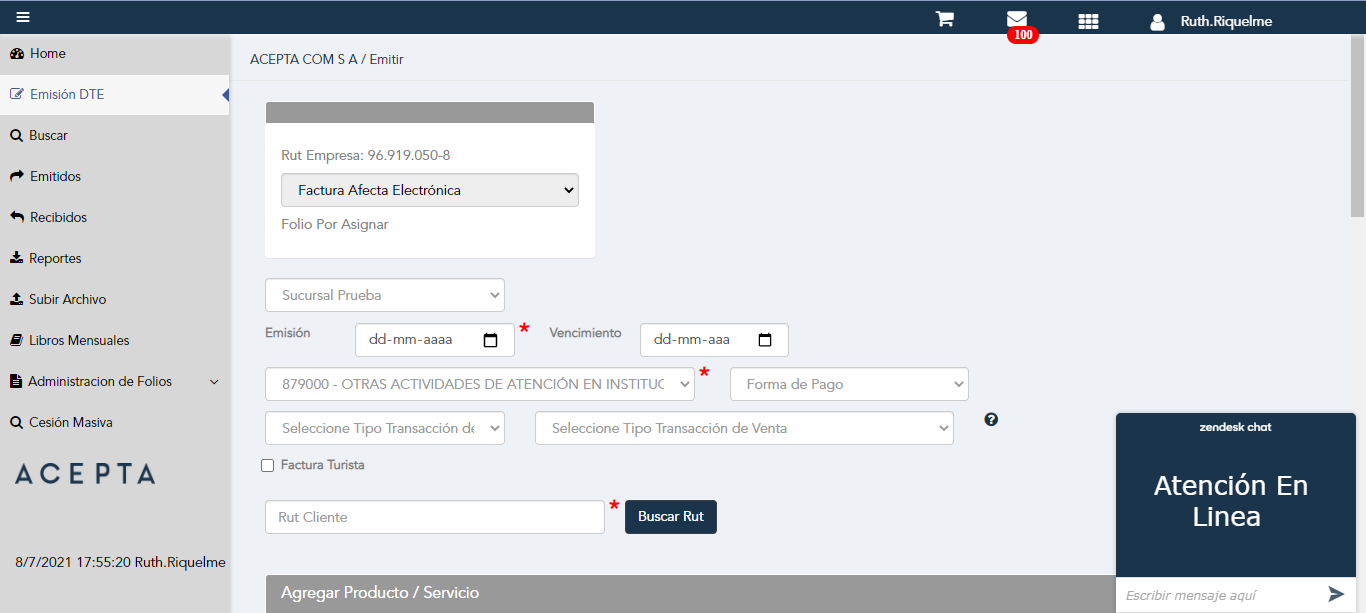 Ruth.Riquelme
100
Home
Emisión DTE
Buscar
Emitidos
Recibidos
Reportes
Subir Archivo
Libros Mensuales
Administracion de Folios
Cesión Masiva
ACEPTA
8/7/2021 17:55:20 Ruth.Riquelme
ACEPTA COM S A / Emitir
Rut Empresa: 96.919.050-8
Factura Afecta Electrónica
Folio Por Asignar
Sucursal Prueba
Emisión dd-mm-aaaa * Vencimiento dd-mm-aaa
879000 - OTRAS ACTIVIDADES DE ATENCIÓN EN INSTITUC * Forma de Pago
Seleccione Tipo Transacción de Seleccione Tipo Transacción de Venta ?
Factura Turista
Rut Cliente * Buscar Rut
Agregar Producto / Servicio
zendesk chat
Atención En
Linea
Escribir mensaje aquí